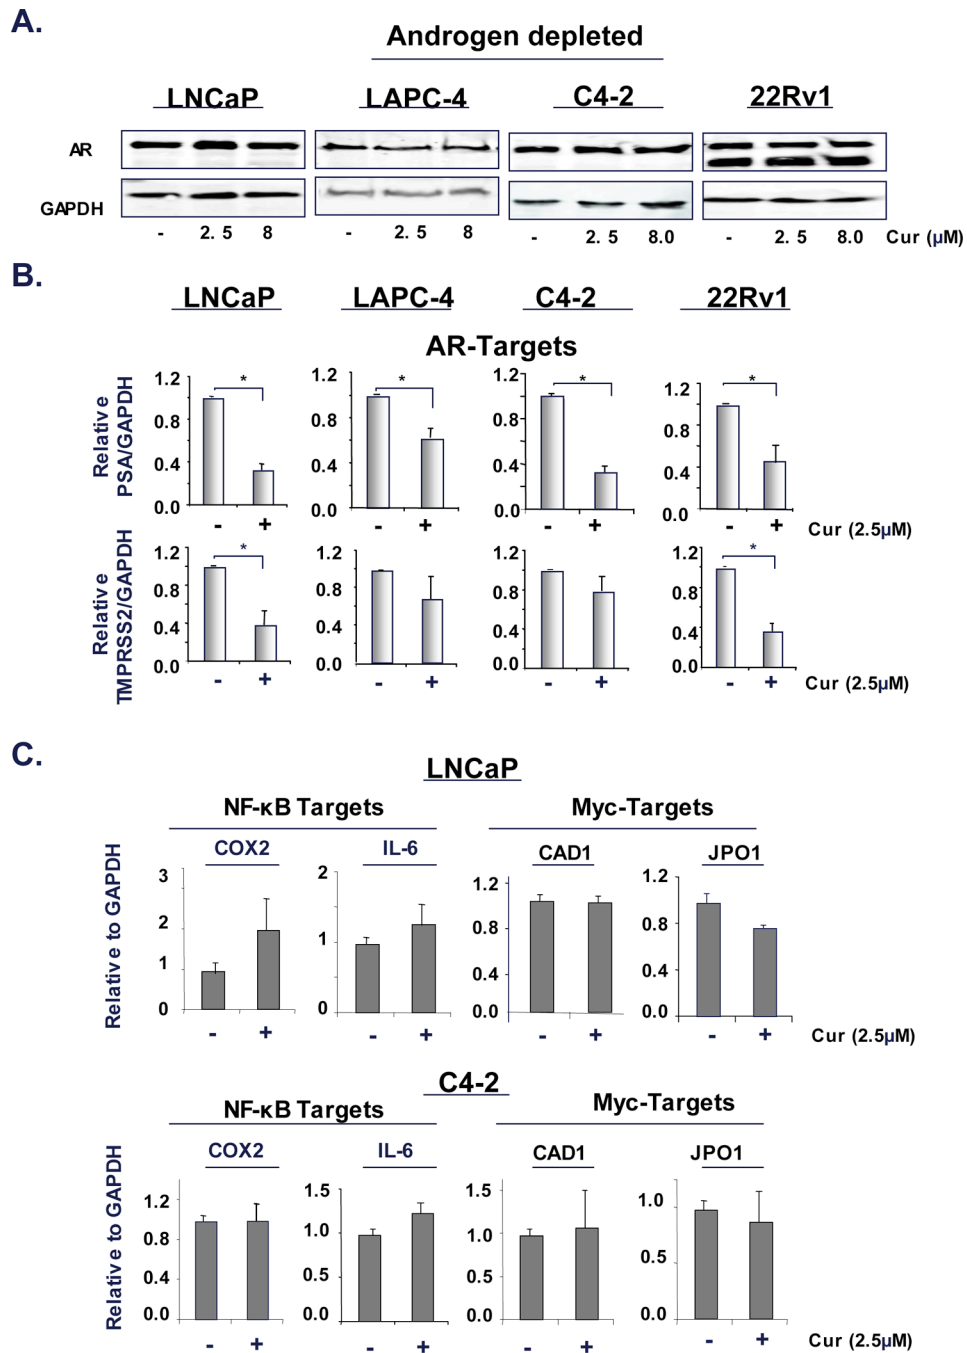 A.
Androgen depleted
LNCaP LAPC-4 C4-2 22Rv1
AR
GAPDH
- 2. 5 8 - 2. 5 8 - 2. 5 8.0 - 2. 5 8.0 Cur (µM)
B.
LNCaP LAPC-4 C4-2 22Rv1
AR-Targets
Relative PSA/GAPDH
1.2 1.2 1.2 1.2
* * * *
0.8 0.8 0.8 0.8
0.4 0.4 0.4 0.4
0.0 0.0 0.0 0.0
- + - + - + - + Cur (2.5µM)
Relative TMPRSS2/GAPDH
1.2 1.2 1.2 1.2
* *
0.8 0.8 0.8 0.8
0.4 0.4 0.4 0.4
0.0 0.0 0.0 0.0
- + - + - + - + Cur (2.5µM)
C.
LNCaP
NF-κB Targets Myc-Targets
COX2 IL-6 CAD1 JPO1
Relative to GAPDH
3 2 1.2 1.2
2 1 0.8 0.8
1 0.4 0.4
0 0 0.0 0.0
- + - + - + - + Cur (2.5µM)
C4-2
NF-κB Targets Myc-Targets
COX2 IL-6 CAD1 JPO1
Relative to GAPDH
1.2 1.5 1.5 1.0
0.8 1.0 1.0 0.5
0.4 0.5 0.5
0.0 0.0 0.0 0.0
- + - + - + - + Cur (2.5µM)